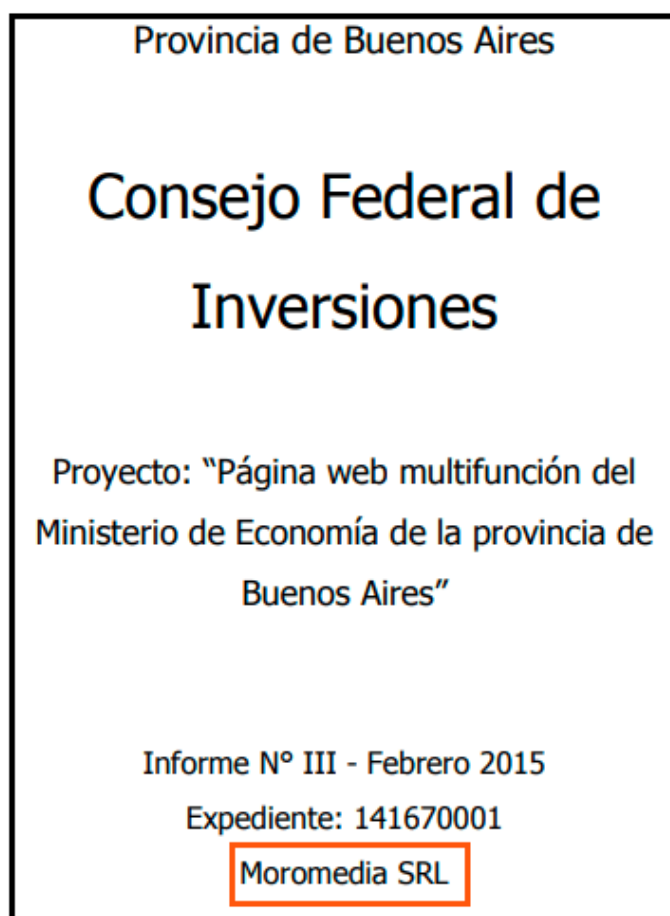 Provincia de Buenos Aires
Consejo Federal de
Inversiones
Proyecto: “Página web multifunción del
Ministerio de Economía de la provincia de
Buenos Aires”
Informe N° III - Febrero 2015
Expediente: 141670001
Moromedia SRL